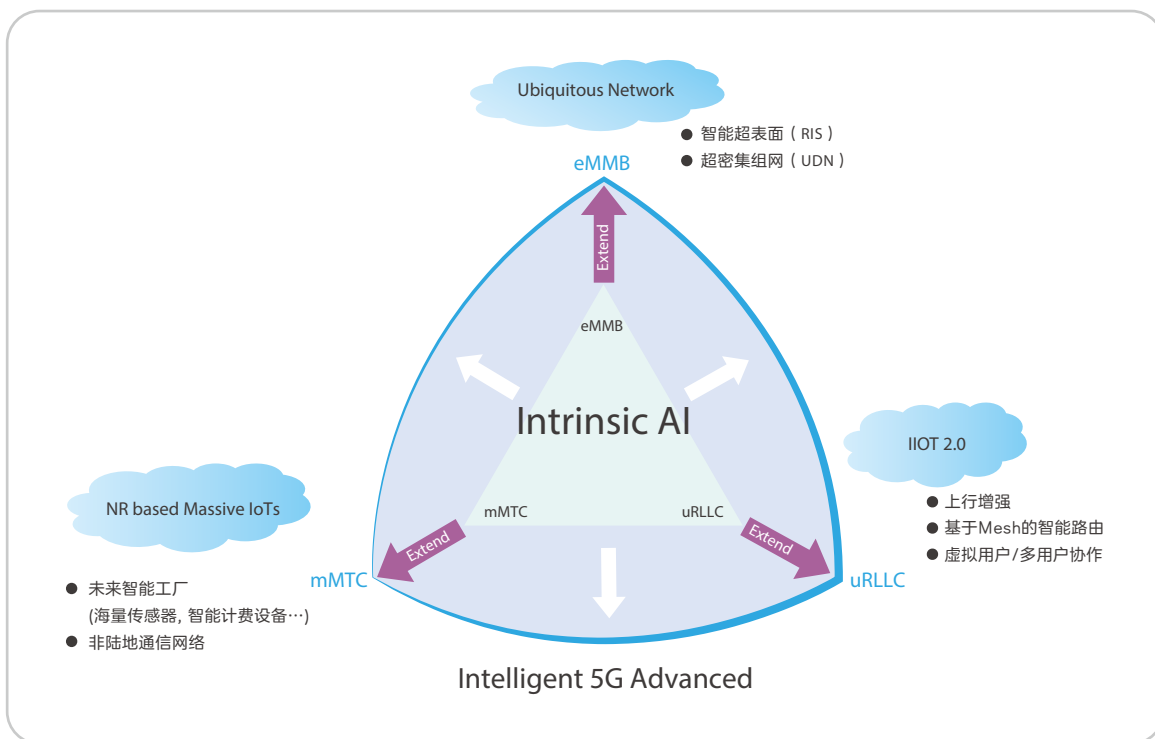 Ubiquitous Network
● 智能超表面（RIS）
● 超密集组网（UDN）
eMMB
Extend
eMMB
Intrinsic AI
IIOT 2.0
NR based Massive IoTs
mMTC
uRLLC
● 上行增强
● 基于Mesh的智能路由
● 虚拟用户/多用户协作
Extend
Extend
mMTC
uRLLC
● 未来智能工厂
(海量传感器, 智能计费设备…)
● 非陆地通信网络
Intelligent 5G Advanced